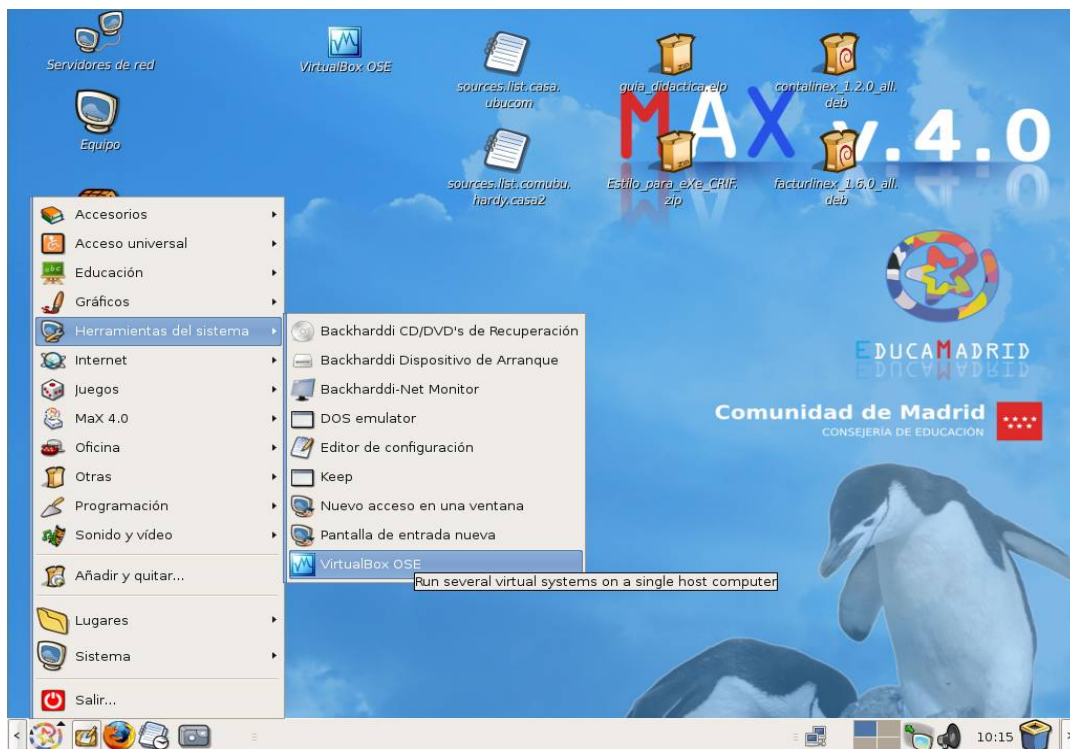 Servidores de red
VirtualBox OSE
sources.list.casa.
ubucom
guia_didactica.elp
contalinex_1.2.0_all.
deb
Equipo
MAX v.4.0
sources.list.comubu.
hardy.casa2
Estilo_para_eXe_CRIF.
zip
facturlinex_1.6.0_all.
deb
Accesorios
Acceso universal
Educación
Gráficos
Herramientas del sistema
Internet
Juegos
MaX 4.0
Oficina
Otras
Programación
Sonido y vídeo
Añadir y quitar...
Lugares
Sistema
Salir...
Backharddi CD/DVD's de Recuperación
Backharddi Dispositivo de Arranque
Backharddi-Net Monitor
DOS emulator
Editor de configuración
Keep
Nuevo acceso en una ventana
Pantalla de entrada nueva
VirtualBox OSE
Run several virtual systems on a single host computer
EDUCAMADRID
Comunidad de Madrid
CONSEJERÍA DE EDUCACIÓN
10:15